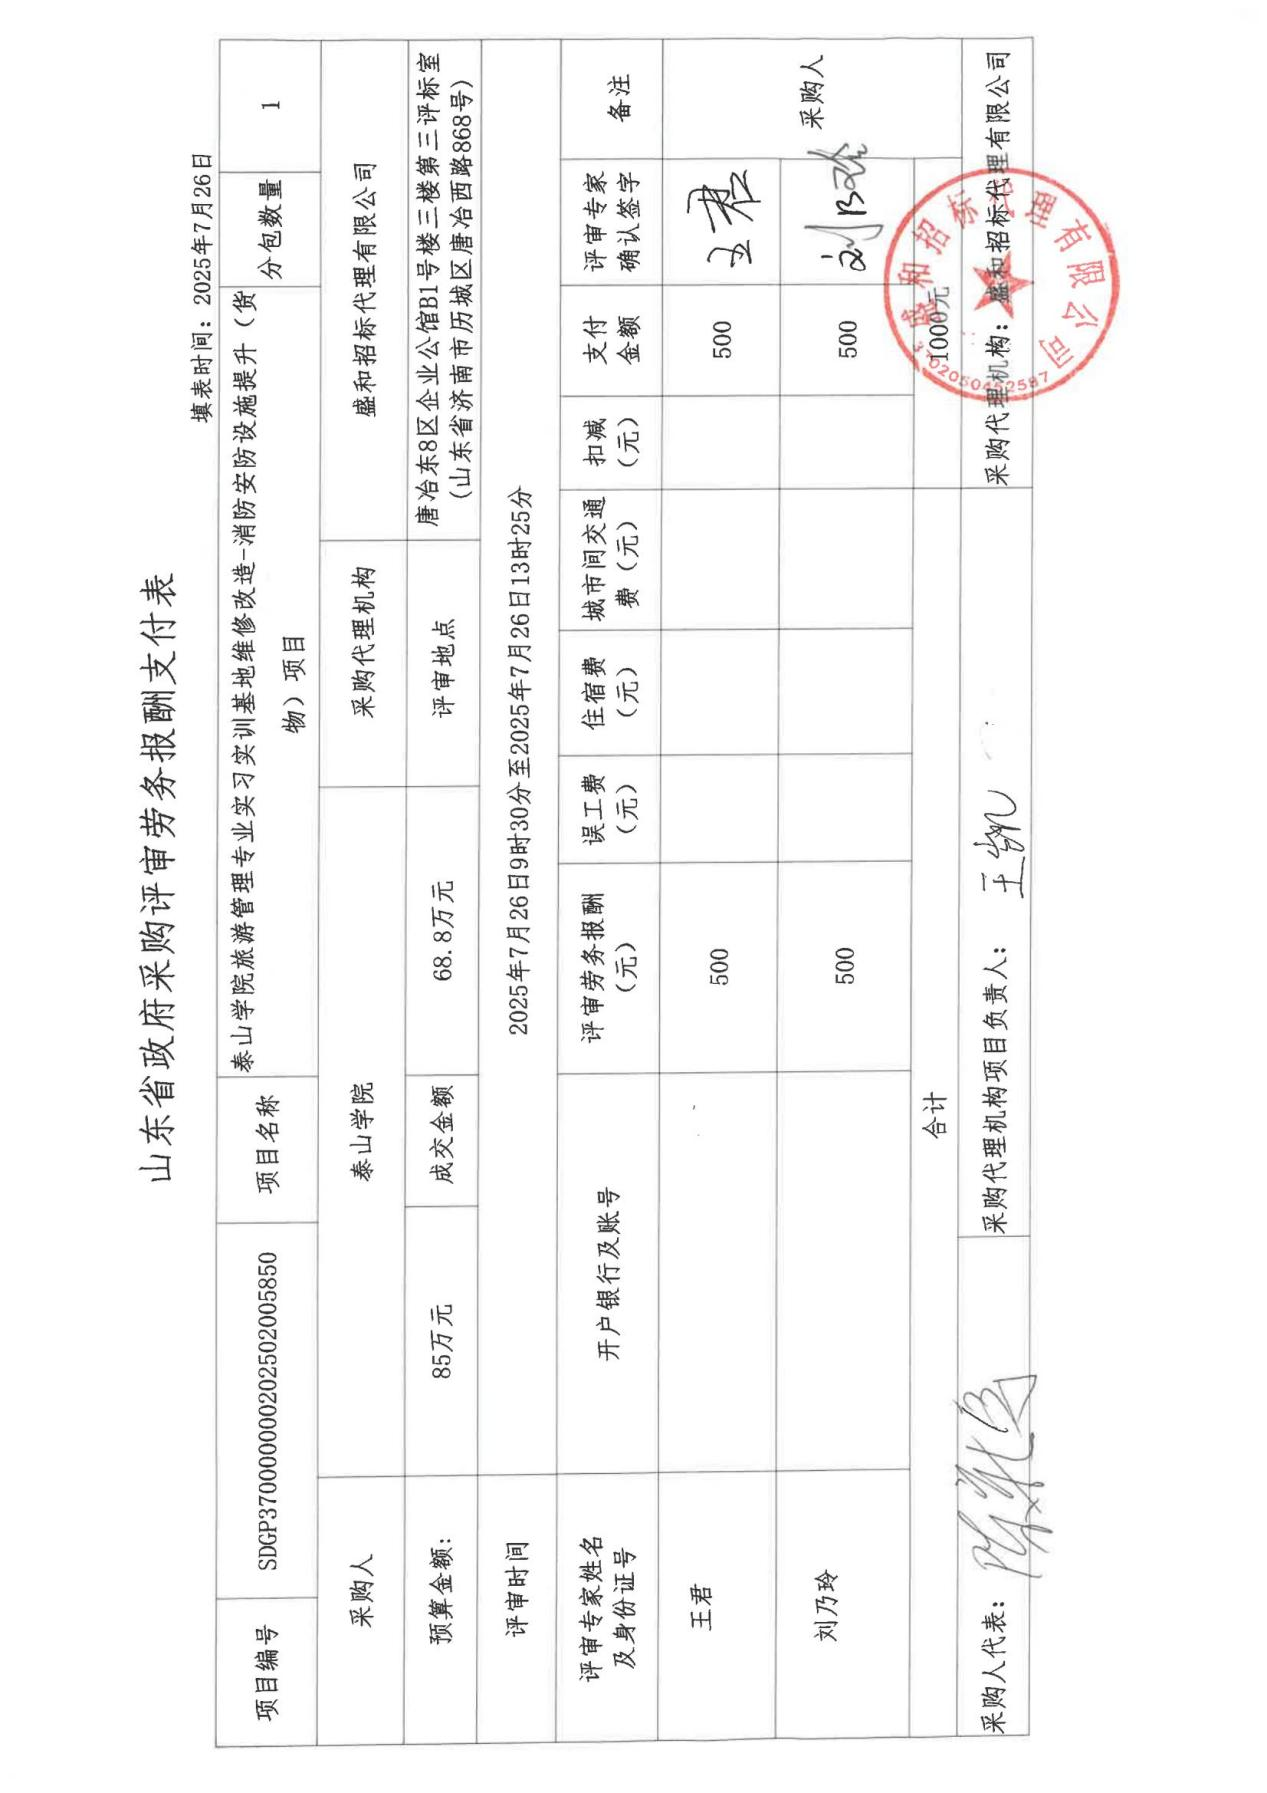 山东省政府采购评审劳务报酬支付表
填表时间：2025年7月26日
项目编号 SDGP370000000202502005850 项目名称 泰山学院旅游管理专业实习实训基地维修改造-消防安防设施提升（货物）项目 分包数量 1
采购人 泰山学院 采购代理机构 盛和招标代理有限公司
预算金额： 85万元 成交金额 68.8万元 评审地点 唐冶东8区企业公馆B1号楼三楼第三评标室
（山东省济南市历城区唐冶西路868号）
评审时间 2025年7月26日9时30分至2025年7月26日13时25分
评审专家姓名及身份证号 开户银行及账号 评审劳务报酬（元） 误工费（元） 住宿费（元） 城市间交通费（元） 扣减（元） 支付金额 评审专家确认签字 备注
王君 500 500 王君
刘乃玲 500 500 采购人
合计 1000元
采购人代表： 采购代理机构项目负责人： 王凯 采购代理机构：盛和招标代理有限公司
盛和招标代理有限公司
3702050452587